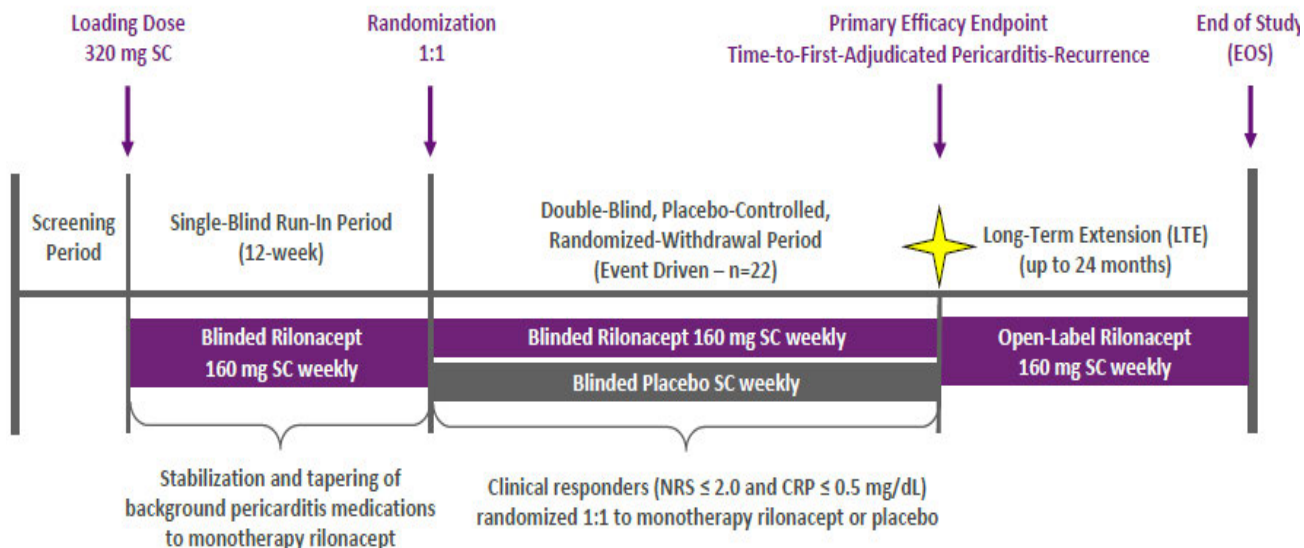 Loading Dose
320 mg SC
Randomization
1:1
Primary Efficacy Endpoint
Time-to-First-Adjudicated Pericarditis-Recurrence
End of Study
(EOS)
Screening
Period
Single-Blind Run-In Period
(12-week)
Double-Blind, Placebo-Controlled,
Randomized-Withdrawal Period
(Event Driven – n=22)
Long-Term Extension (LTE)
(up to 24 months)
Blinded Rilonacept
160 mg SC weekly
Blinded Rilonacept 160 mg SC weekly
Blinded Placebo SC weekly
Open-Label Rilonacept
160 mg SC weekly
Stabilization and tapering of
background pericarditis medications
to monotherapy rilonacept
Clinical responders (NRS ≤ 2.0 and CRP ≤ 0.5 mg/dL)
randomized 1:1 to monotherapy rilonacept or placebo